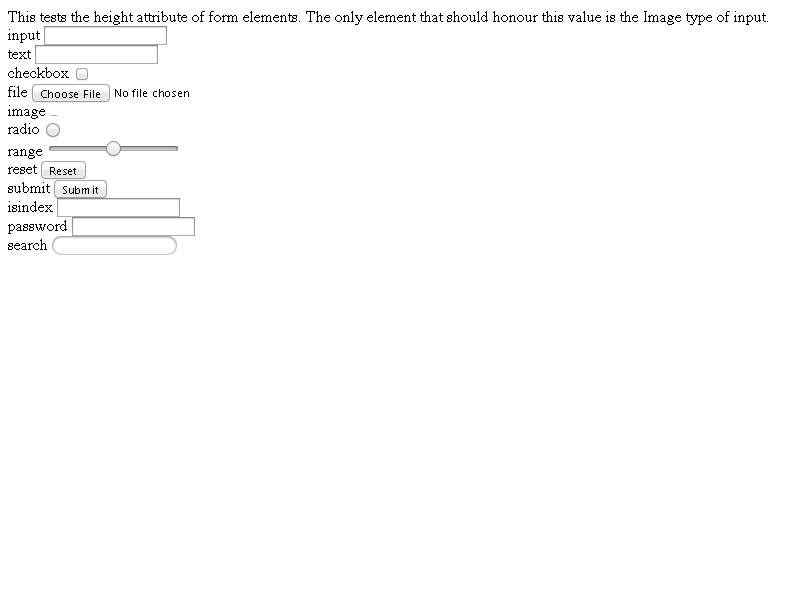 This tests the height attribute of form elements. The only element that should honour this value is the Image type of input.
input
text
checkbox
file Choose File No file chosen
image
radio
range
reset Reset
submit Submit
isindex
password
search